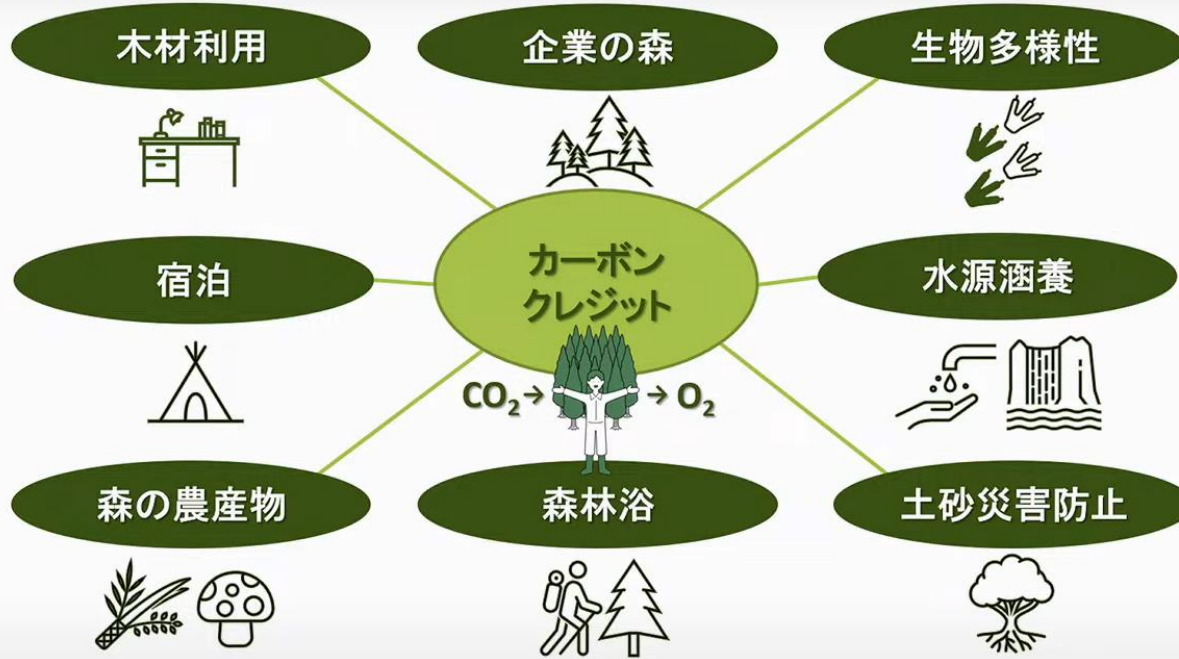 木材利用
企業の森
生物多様性
宿泊
カーボン
クレジット
水源涵養
CO₂→
→ O₂
森の農産物
森林浴
土砂災害防止